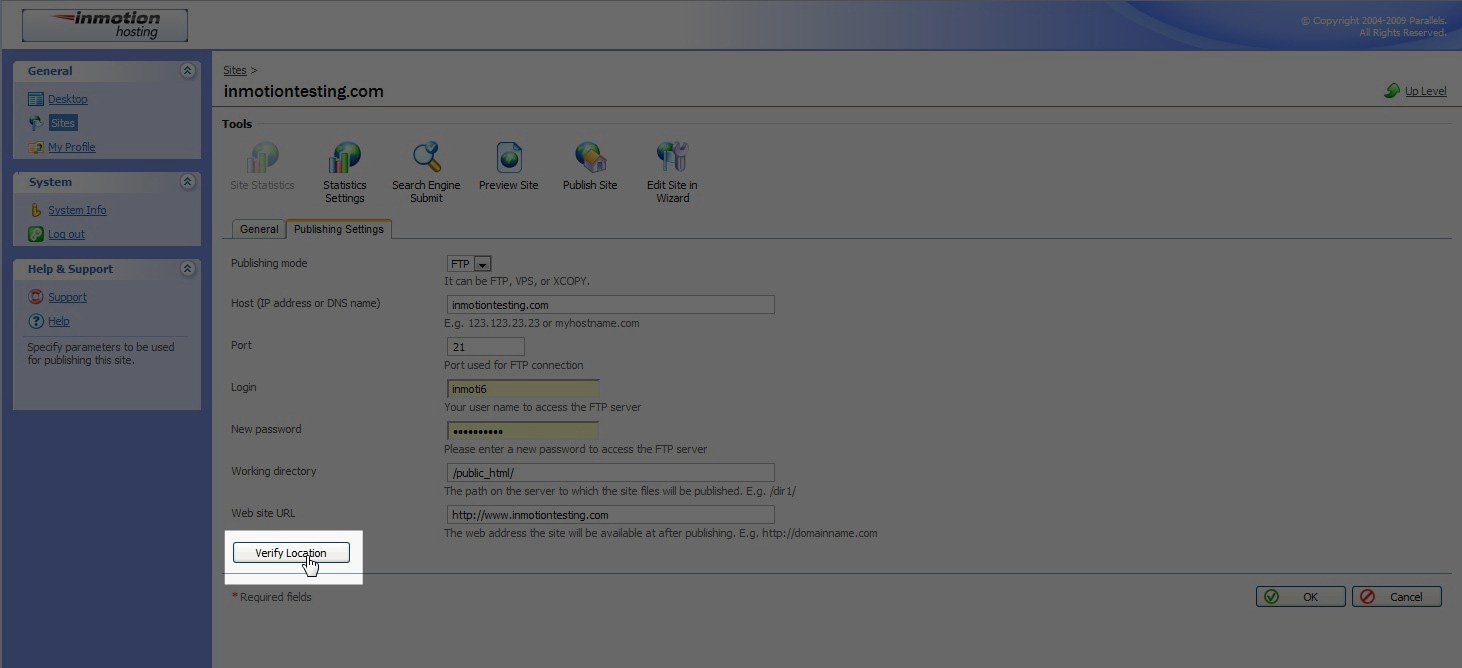 inmotion
hosting
© Copyright 2004-2009 Parallels.
All Rights Reserved.
General
Desktop
Sites
My Profile
System
System Info
Log out
Help & Support
Support
Help
Specify parameters to be used
for publishing this site.
Sites >
inmotiontesting.com
Up Level
Tools
Site Statistics
Statistics
Settings
Search Engine
Submit
Preview Site
Publish Site
Edit Site in
Wizard
General
Publishing Settings
Publishing mode
FTP
It can be FTP, VPS, or XCOPY.
Host (IP address or DNS name)
inmotiontesting.com
E.g. 123.123.23.23 or myhostname.com
Port
21
Port used for FTP connection
Login
inmoti6
Your user name to access the FTP server
New password
••••••••••
Please enter a new password to access the FTP server
Working directory
/public_html/
The path on the server to which the site files will be published. E.g. /dir1/
Web site URL
http://www.inmotiontesting.com
The web address the site will be available at after publishing. E.g. http://domainname.com
Verify Location
* Required fields
OK
Cancel